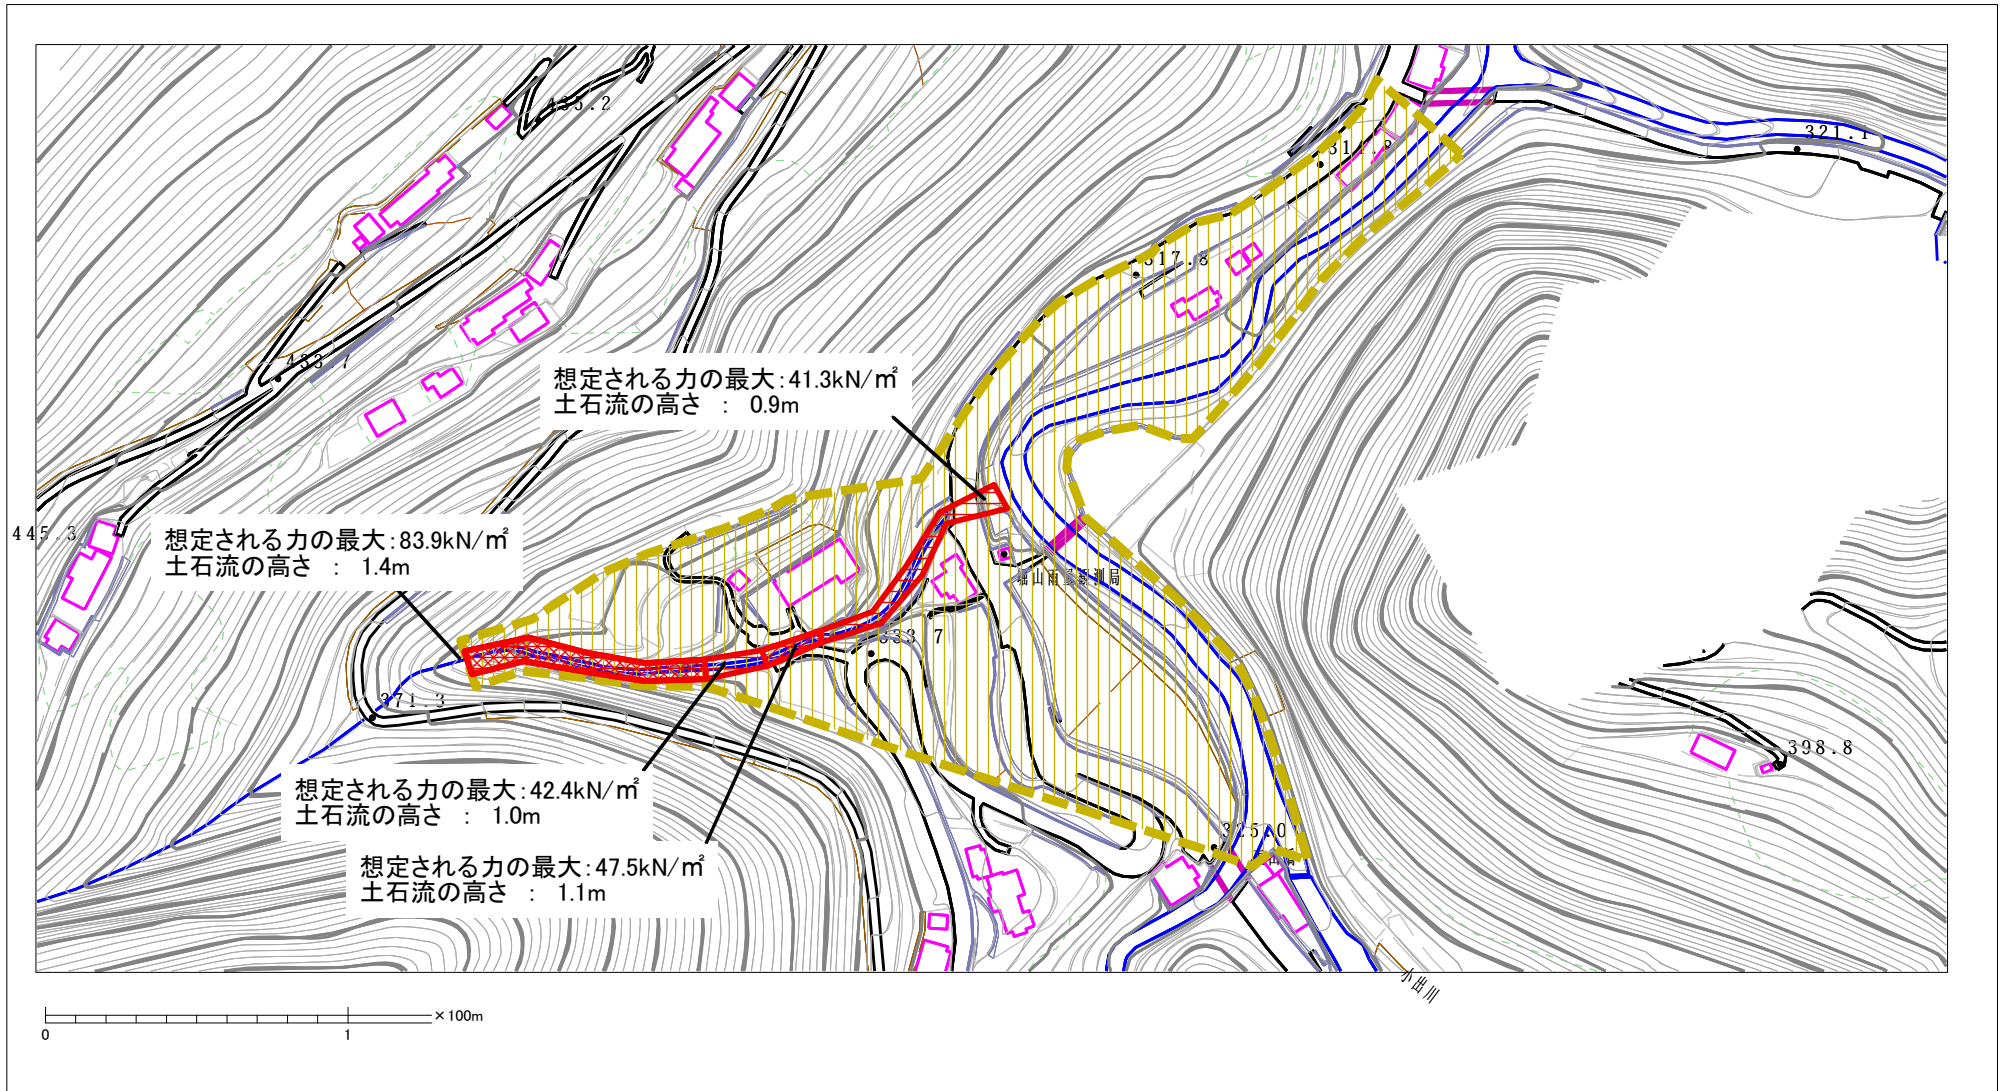 435.2
314.8
321.1
317.8
433.7
想定される力の最大:41.3kN/㎡
土石流の高さ : 0.9m
445.3
想定される力の最大:83.9kN/㎡
土石流の高さ : 1.4m
333.7
371.3
398.8
想定される力の最大:42.4kN/㎡
土石流の高さ : 1.0m
325.0
想定される力の最大:47.5kN/㎡
土石流の高さ : 1.1m
小出川
×100m
0 1